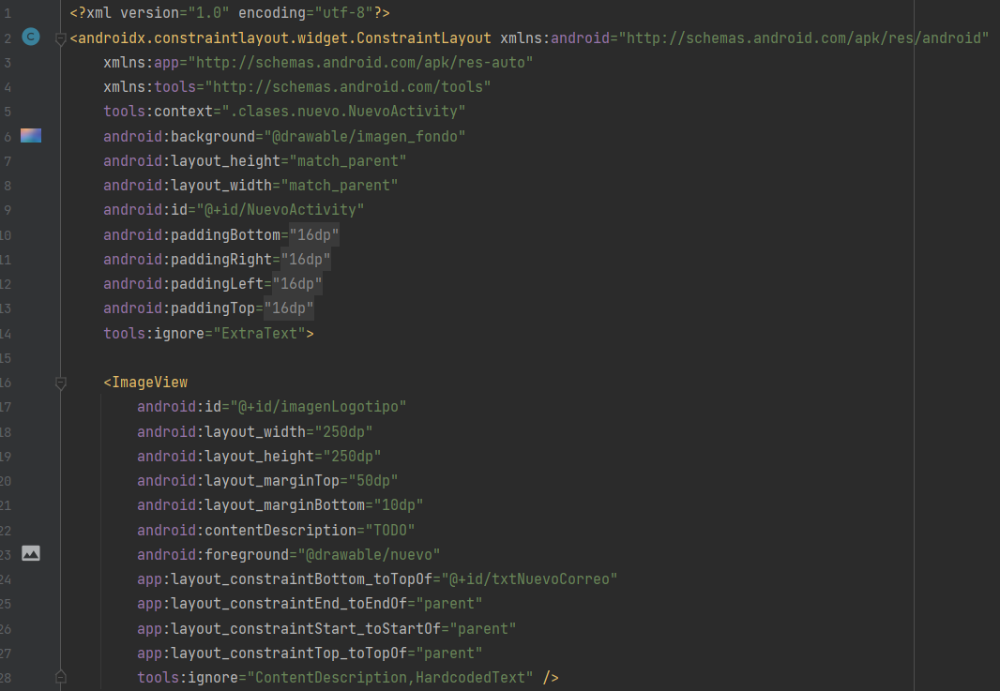 1 <?xml version="1.0" encoding="utf-8"?>
2 <androidx.constraintlayout.widget.ConstraintLayout xmlns:android="http://schemas.android.com/apk/res/android"
3 xmlns:app="http://schemas.android.com/apk/res-auto"
4 xmlns:tools="http://schemas.android.com/tools"
5 tools:context=".clases.nuevo.NuevoActivity"
6 android:background="@drawable/imagen_fondo"
7 android:layout_height="match_parent"
8 android:layout_width="match_parent"
9 android:id="@+id/NuevoActivity"
10 android:paddingBottom="16dp"
11 android:paddingRight="16dp"
12 android:paddingLeft="16dp"
13 android:paddingTop="16dp"
14 tools:ignore="ExtraText">
15
16 <ImageView
17 android:id="@+id/imagenLogotipo"
18 android:layout_width="250dp"
19 android:layout_height="250dp"
20 android:layout_marginTop="50dp"
21 android:layout_marginBottom="10dp"
22 android:contentDescription="TODO"
23 android:foreground="@drawable/nuevo"
24 app:layout_constraintBottom_toTopOf="@+id/txtNuevoCorreo"
25 app:layout_constraintEnd_toEndOf="parent"
26 app:layout_constraintStart_toStartOf="parent"
27 app:layout_constraintTop_toTopOf="parent"
28 tools:ignore="ContentDescription,HardcodedText" />